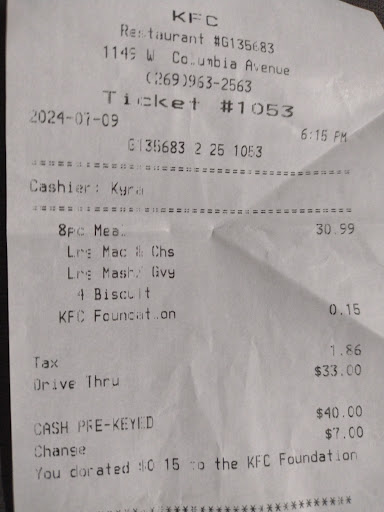 KFC
Restaurant #G135683
1149 W Columbia Avenue
(269)963-2563
Ticket #1053
2024-07-09 6:15 PM
G135683 2 25 1053
Cashier: Kyra
8pc Mea. 30.99
Lrg Mac & Chs
Lrg Mash/ Gvy
4 Biscuit
KFC Foundation 0.15
Tax 1.86
Drive Thru $33.00
CASH PRE-KEYED $40.00
Change $7.00
You donated $0 15 to the KFC Foundation